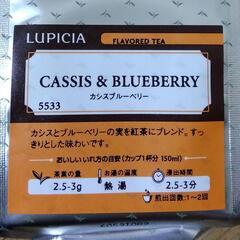 LUPICIA
FLAVORED TEA
CASSIS & BLUEBERRY
5533
カシスブルーベリー
カシスとブルーベリーの実を紅茶にブレンド。すっ
きりとした味わいです。
おいしいいれ方の目安(カップ1杯分 150ml)
茶葉の量 お湯の温度 浸出時間
2.5-3g 熱湯 2.5-3分
煎出回数:1~2回